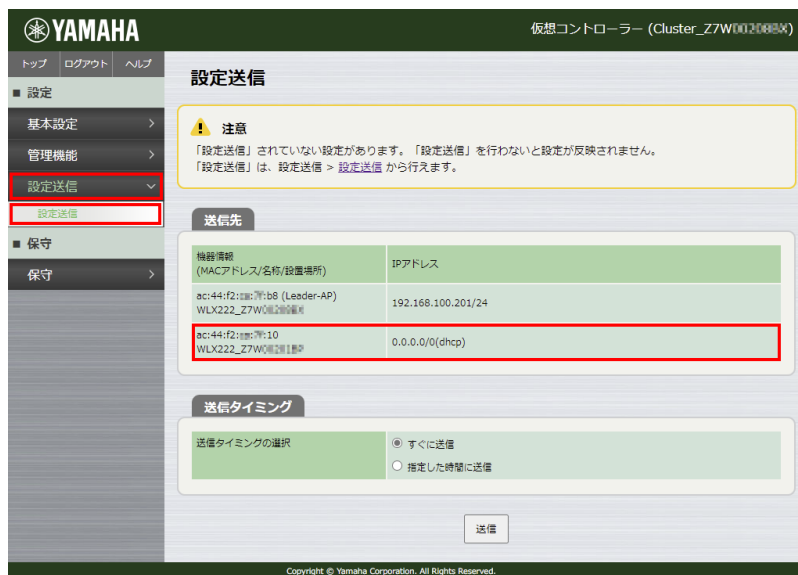 YAMAHA
仮想コントローラー (Cluster_Z7W
トップ ログアウト ヘルプ
■ 設定
基本設定
管理機能
設定送信
設定送信
■ 保守
保守
設定送信
注意
「設定送信」されていない設定があります。「設定送信」を行わないと設定が反映されません。
「設定送信」は、設定送信 > 設定送信 から行えます。
送信先
機器情報
(MACアドレス/名称/設置場所)
IPアドレス
ac:44:f2: :b8 (Leader-AP)
WLX222_Z7W
192.168.100.201/24
ac:44:f2: :10
WLX222_Z7W
0.0.0.0/0(dhcp)
送信タイミング
送信タイミングの選択
すぐに送信
指定した時間に送信
送信
Copyright © Yamaha Corporation. All Rights Reserved.